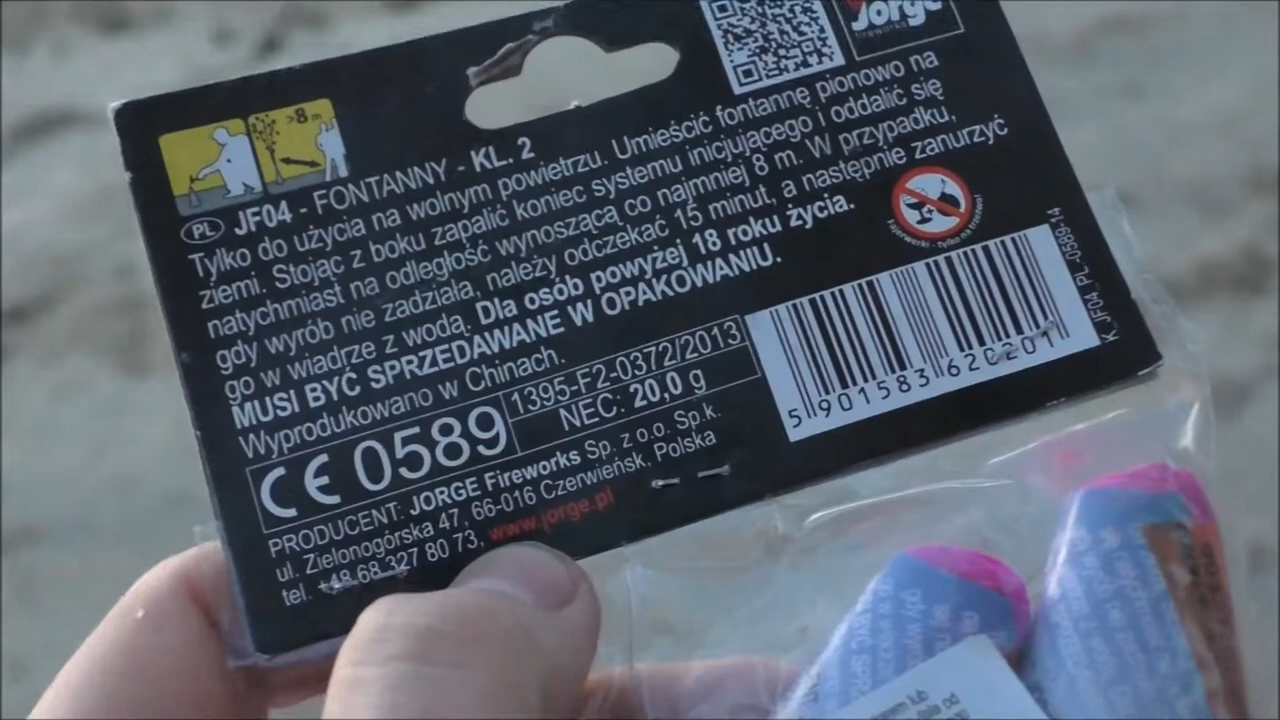 Jorge
fireworks
>8 m
PL JF04 - FONTANNY - KL. 2
Tylko do użycia na wolnym powietrzu. Umieścić fontannę pionowo na
ziemi. Stojąc z boku zapalić koniec systemu inicjującego i oddalić się
natychmiast na odległość wynoszącą co najmniej 8 m. W przypadku,
gdy wyrób nie zadziała, należy odczekać 15 minut, a następnie zanurzyć
go w wiadrze z wodą. Dla osób powyżej 18 roku życia.
MUSI BYĆ SPRZEDAWANE W OPAKOWANIU.
Wyprodukowano w Chinach.
fajerwerki - tylko na trzeźwo!
CE 0589
1395-F2-0372/2013
NEC: 20,0 g
5 901583 620201
K_JF04_PL-0589-14
PRODUCENT: JORGE Fireworks Sp. z o.o. Sp.k.
ul. Zielonogórska 47, 66-016 Czerwieńsk, Polska
tel. +48 68 327 80 73, www.jorge.pl